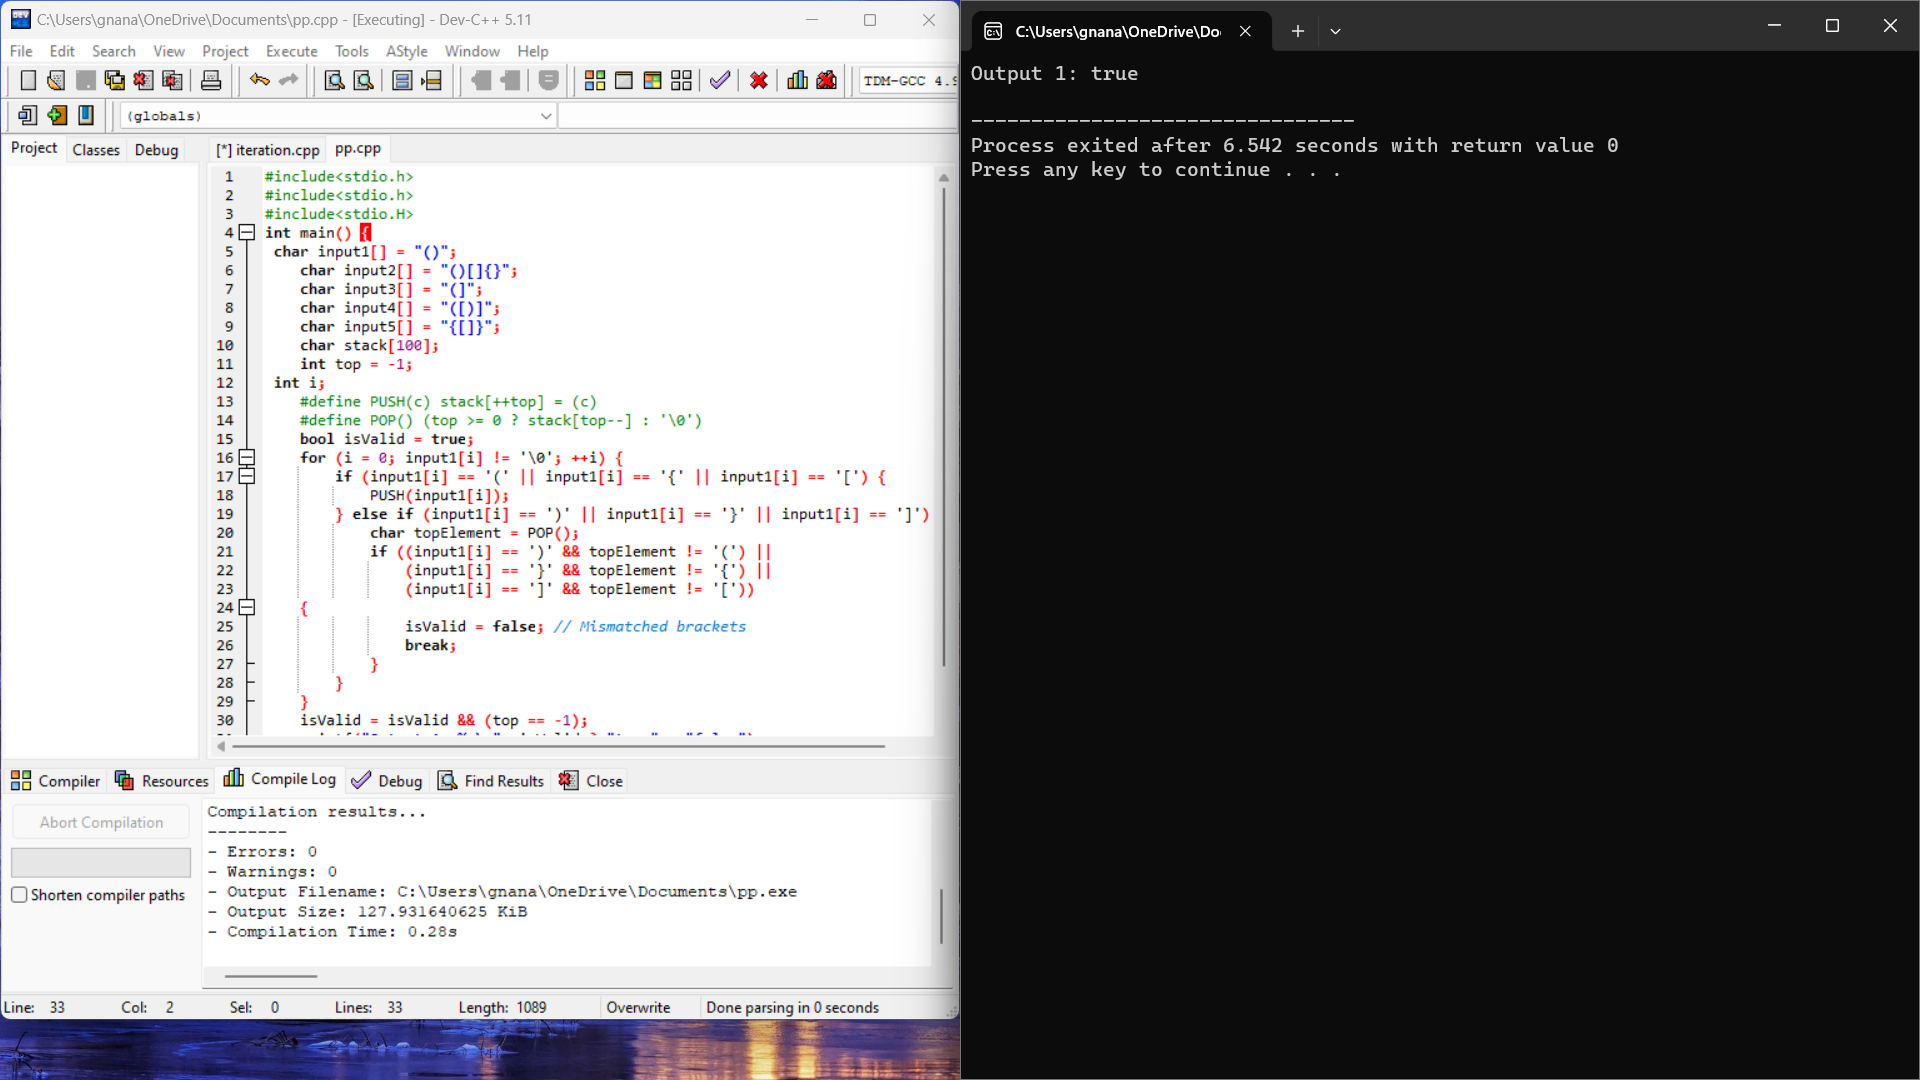 C:\Users\gnana\OneDrive\Documents\pp.cpp - [Executing] - Dev-C++ 5.11
File Edit Search View Project Execute Tools AStyle Window Help
TDM-GCC 4.9
(globals)
Project Classes Debug [*] iteration.cpp pp.cpp
1 #include<stdio.h>
2 #include<stdio.h>
3 #include<stdio.H>
4 int main() {
5 char input1[] = "()";
6 char input2[] = "()[]{}";
7 char input3[] = "(]";
8 char input4[] = "([)]";
9 char input5[] = "{[]}";
10 char stack[100];
11 int top = -1;
12 int i;
13 #define PUSH(c) stack[++top] = (c)
14 #define POP() (top >= 0 ? stack[top--] : '\0')
15 bool isValid = true;
16 for (i = 0; input1[i] != '\0'; ++i) {
17 if (input1[i] == '(' || input1[i] == '{' || input1[i] == '[') {
18 PUSH(input1[i]);
19 } else if (input1[i] == ')' || input1[i] == '}' || input1[i] == ']')
20 char topElement = POP();
21 if ((input1[i] == ')' && topElement != '(') ||
22 (input1[i] == '}' && topElement != '{') ||
23 (input1[i] == ']' && topElement != '['))
24 {
25 isValid = false; // Mismatched brackets
26 break;
27 }
28 }
29 }
30 isValid = isValid && (top == -1);
Compiler Resources Compile Log Debug Find Results Close
Abort Compilation
Shorten compiler paths
Compilation results...
--------
- Errors: 0
- Warnings: 0
- Output Filename: C:\Users\gnana\OneDrive\Documents\pp.exe
- Output Size: 127.931640625 KiB
- Compilation Time: 0.28s
Line: 33 Col: 2 Sel: 0 Lines: 33 Length: 1089 Overwrite Done parsing in 0 seconds
C:\Users\gnana\OneDrive\Do
Output 1: true
--------------------------------
Process exited after 6.542 seconds with return value 0
Press any key to continue . . .